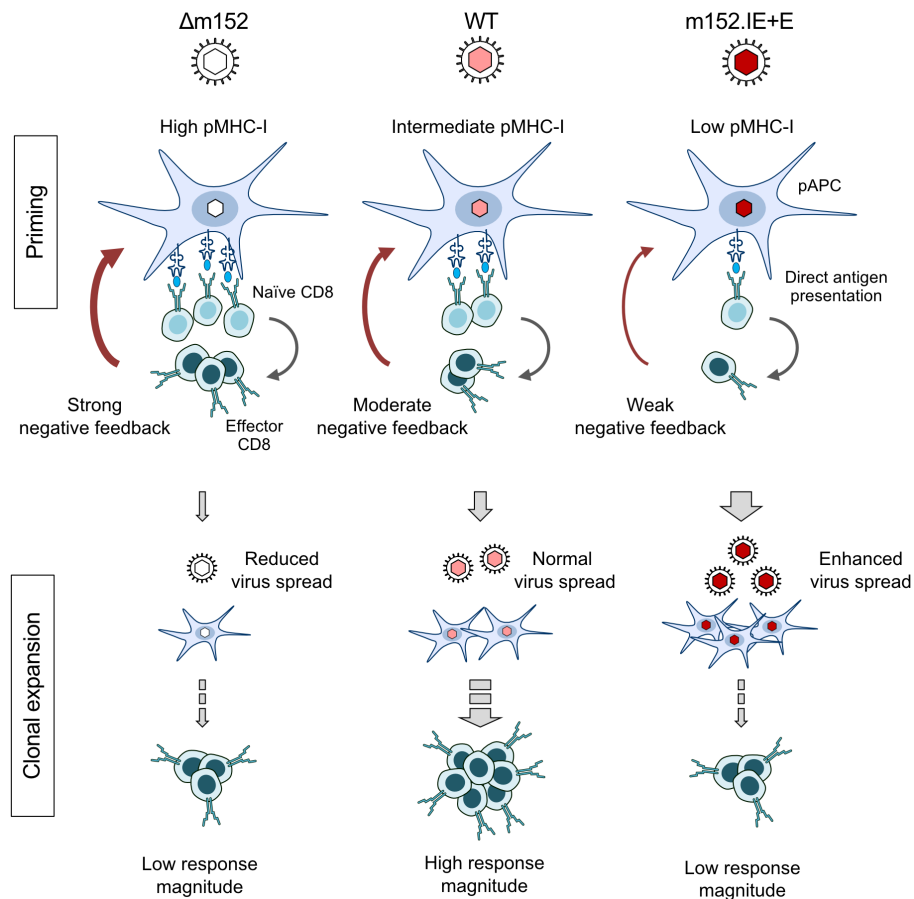 Δm152
WT
m152.IE+E
High pMHC-I
Intermediate pMHC-I
Low pMHC-I
Priming
pAPC
Naïve CD8
Direct antigen
presentation
Strong
negative feedback
Effector
CD8
Moderate
negative feedback
Weak
negative feedback
Clonal expansion
Reduced
virus spread
Normal
virus spread
Enhanced
virus spread
Low response
magnitude
High response
magnitude
Low response
magnitude